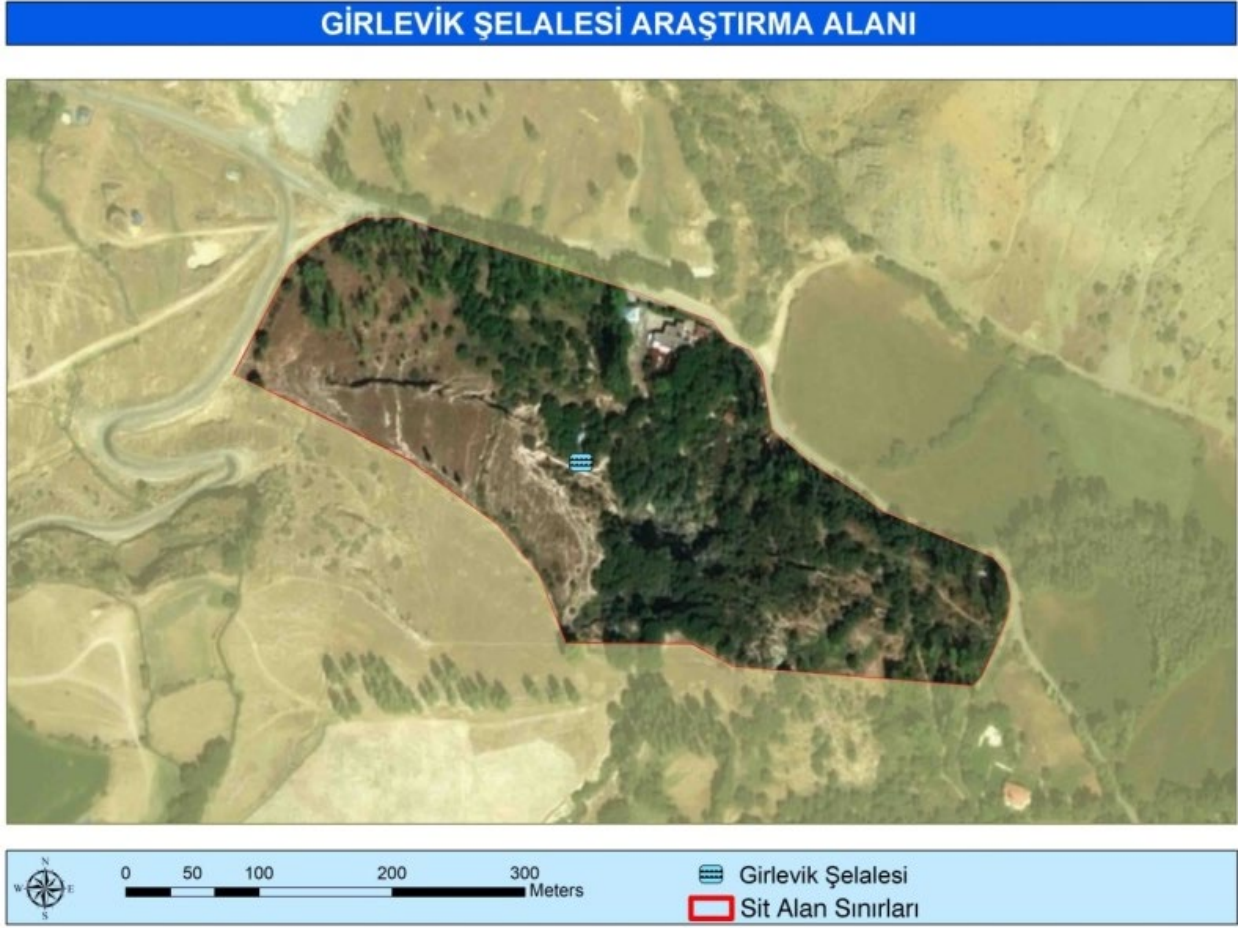 GİRLEVİK ŞELALESİ ARAŞTIRMA ALANI
N
W E
S
0 50 100 200 300
Meters
Girlevik Şelalesi
Sit Alan Sınırları